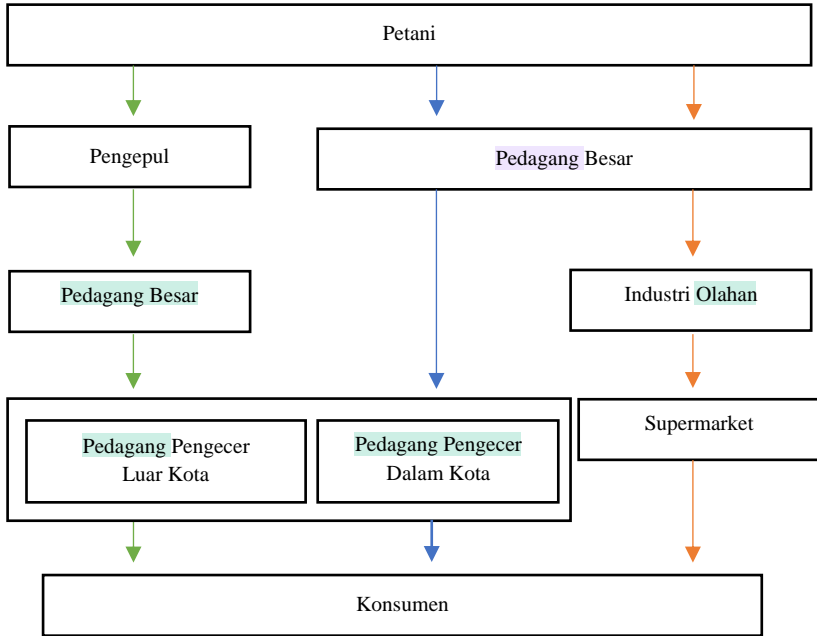 Petani
Pengepul
Pedagang Besar
Pedagang Besar
Industri Olahan
Pedagang Pengecer
Luar Kota
Pedagang Pengecer
Dalam Kota
Supermarket
Konsumen